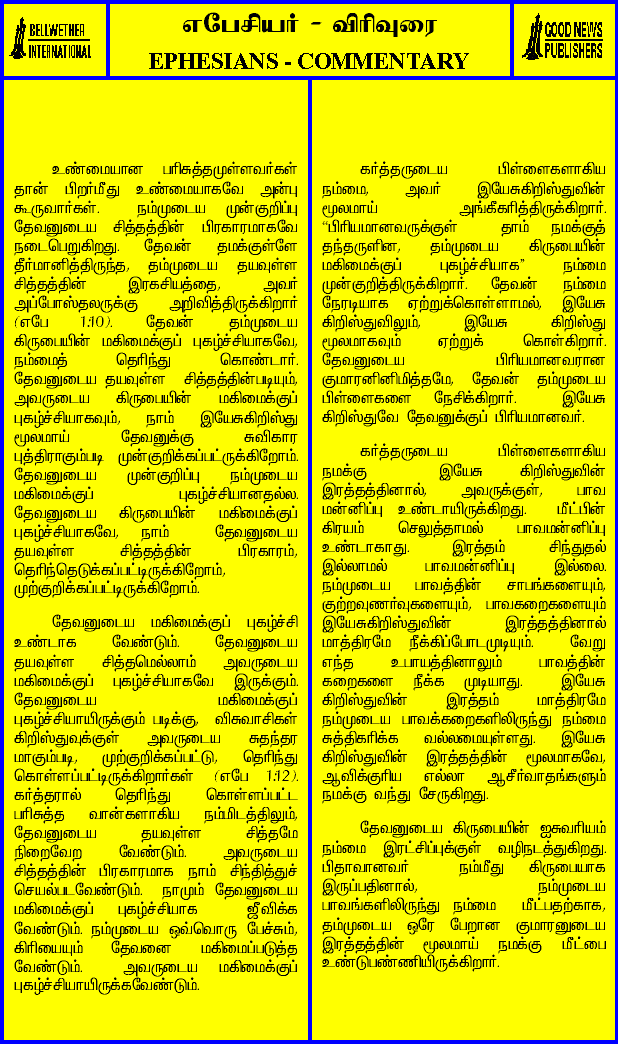 BELLWETHER
INTERNATIONAL
எபேசியர் - விரிவுரை
EPHESIANS - COMMENTARY
GOOD NEWS
PUBLISHERS
உண்மையான பரிசுத்தமுள்ளவர்கள்
தான் பிறர்மீது உண்மையாகவே அன்பு
கூருவார்கள். நம்முடைய முன்குறிப்பு
தேவனுடைய சித்தத்தின் பிரகாரமாகவே
நடைபெறுகிறது. தேவன் தமக்குள்ளே
தீர்மானித்திருந்த, தம்முடைய தயவுள்ள
சித்தத்தின் இரகசியத்தை, அவர்
அப்போஸ்தலருக்கு அறிவித்திருக்கிறார்
(எபே 1:10). தேவன் தம்முடைய
கிருபையின் மகிமைக்குப் புகழ்ச்சியாகவே,
நம்மைத் தெரிந்து கொண்டார்.
தேவனுடைய தயவுள்ள சித்தத்தின்படியும்,
அவருடைய கிருபையின் மகிமைக்குப்
புகழ்ச்சியாகவும், நாம் இயேசுகிறிஸ்து
மூலமாய் தேவனுக்கு சுவிகார
புத்திராகும்படி முன்குறிக்கப்பட்ருக்கிறோம்.
தேவனுடைய முன்குறிப்பு நம்முடைய
மகிமைக்குப் புகழ்ச்சியானதல்ல.
தேவனுடைய கிருபையின் மகிமைக்குப்
புகழ்ச்சியாகவே, நாம் தேவனுடைய
தயவுள்ள சித்தத்தின் பிரகாரம்,
தெரிந்தெடுக்கப்பட்டிருக்கிறோம்,
முற்குறிக்கப்பட்டிருக்கிறோம்.
தேவனுடைய மகிமைக்குப் புகழ்ச்சி
உண்டாக வேண்டும். தேவனுடைய
தயவுள்ள சித்தமெல்லாம் அவருடைய
மகிமைக்குப் புகழ்ச்சியாகவே இருக்கும்.
தேவனுடைய மகிமைக்குப்
புகழ்ச்சியாயிருக்கும் படிக்கு, விசுவாசிகள்
கிறிஸ்துவுக்குள் அவருடைய சுதந்தர
மாகும்படி, முற்குறிக்கப்பட்டு, தெரிந்து
கொள்ளப்பட்டிருக்கிறார்கள் (எபே 1:12).
கர்த்தரால் தெரிந்து கொள்ளப்பட்ட
பரிசுத்த வான்களாகிய நம்மிடத்திலும்,
தேவனுடைய தயவுள்ள சித்தமே
நிறைவேற வேண்டும். அவருடைய
சித்தத்தின் பிரகாரமாக நாம் சிந்தித்துச்
செயல்படவேண்டும். நாமும் தேவனுடைய
மகிமைக்குப் புகழ்ச்சியாக ஜீவிக்க
வேண்டும். நம்முடைய ஒவ்வொரு பேச்சும்,
கிரியையும் தேவனை மகிமைப்படுத்த
வேண்டும். அவருடைய மகிமைக்குப்
புகழ்ச்சியாயிருக்கவேண்டும்.
கர்த்தருடைய பிள்ளைகளாகிய
நம்மை, அவர் இயேசுகிறிஸ்துவின்
மூலமாய் அங்கீகரித்திருக்கிறார்.
“பிரியமானவருக்குள் தாம் நமக்குத்
தந்தருளின, தம்முடைய கிருபையின்
மகிமைக்குப் புகழ்ச்சியாக” நம்மை
முன்குறித்திருக்கிறார். தேவன் நம்மை
நேரடியாக ஏற்றுக்கொள்ளாமல், இயேசு
கிறிஸ்துவிலும், இயேசு கிறிஸ்து
மூலமாகவும் ஏற்றுக் கொள்கிறார்.
தேவனுடைய பிரியமானவரான
குமாரனினிமித்தமே, தேவன் தம்முடைய
பிள்ளைகளை நேசிக்கிறார். இயேசு
கிறிஸ்துவே தேவனுக்குப் பிரியமானவர்.
கர்த்தருடைய பிள்ளைகளாகிய
நமக்கு இயேசு கிறிஸ்துவின்
இரத்தத்தினால், அவருக்குள், பாவ
மன்னிப்பு உண்டாயிருக்கிறது. மீட்பின்
கிரயம் செலுத்தாமல் பாவமன்னிப்பு
உண்டாகாது. இரத்தம் சிந்துதல்
இல்லாமல் பாவமன்னிப்பு இல்லை.
நம்முடைய பாவத்தின் சாபங்களையும்,
குற்றவுணர்வுகளையும், பாவகறைகளையும்
இயேசுகிறிஸ்துவின் இரத்தத்தினால்
மாத்திரமே நீக்கிப்போடமுடியும். வேறு
எந்த உபாயத்தினாலும் பாவத்தின்
கறைகளை நீக்க முடியாது. இயேசு
கிறிஸ்துவின் இரத்தம் மாத்திரமே
நம்முடைய பாவக்கறைகளிலிருந்து நம்மை
சுத்திகரிக்க வல்லமையுள்ளது. இயேசு
கிறிஸ்துவின் இரத்தத்தின் மூலமாகவே,
ஆவிக்குரிய எல்லா ஆசீர்வாதங்களும்
நமக்கு வந்து சேருகிறது.
தேவனுடைய கிருபையின் ஐசுவரியம்
நம்மை இரட்சிப்புக்குள் வழிநடத்துகிறது.
பிதாவானவர் நம்மீது கிருபையாக
இருப்பதினால், நம்முடைய
பாவங்களிலிருந்து நம்மை மீட்பதற்காக,
தம்முடைய ஒரே பேறான குமாரனுடைய
இரத்தத்தின் மூலமாய் நமக்கு மீட்பை
உண்டுபண்ணியிருக்கிறார்.